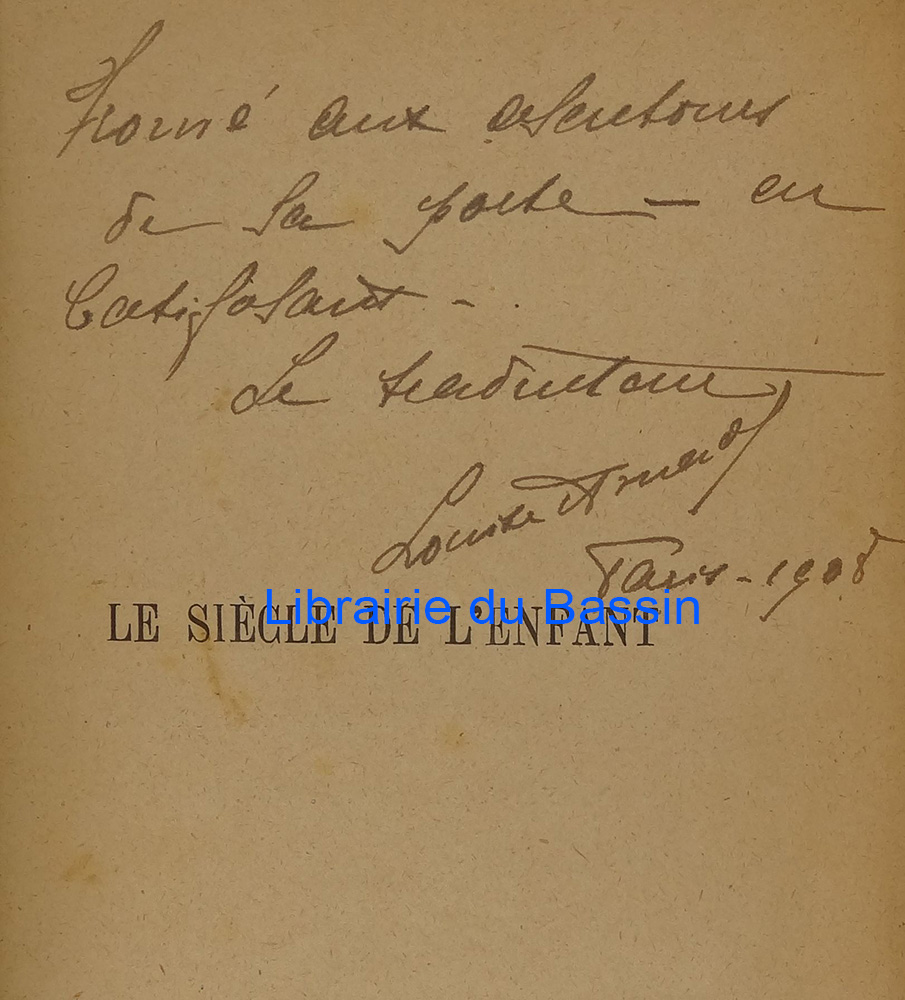 Trouvé aux alentours
de la porte — en
batifolant - .
Le traducteur
Louise
Paris - 1908
Librairie du Bassin
LE SIÈCLE DE L'ENFANT